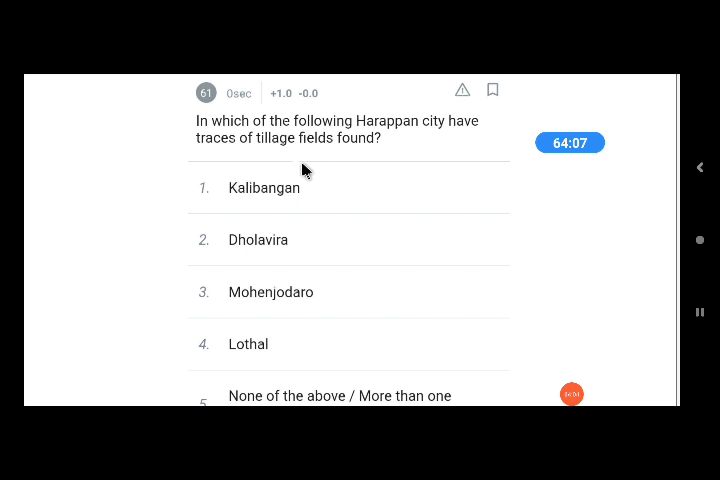 61 0sec +1.0 -0.0
In which of the following Harappan city have
traces of tillage fields found?
64:07
1. Kalibangan
2. Dholavira
3. Mohenjodaro
4. Lothal
5. None of the above / More than one